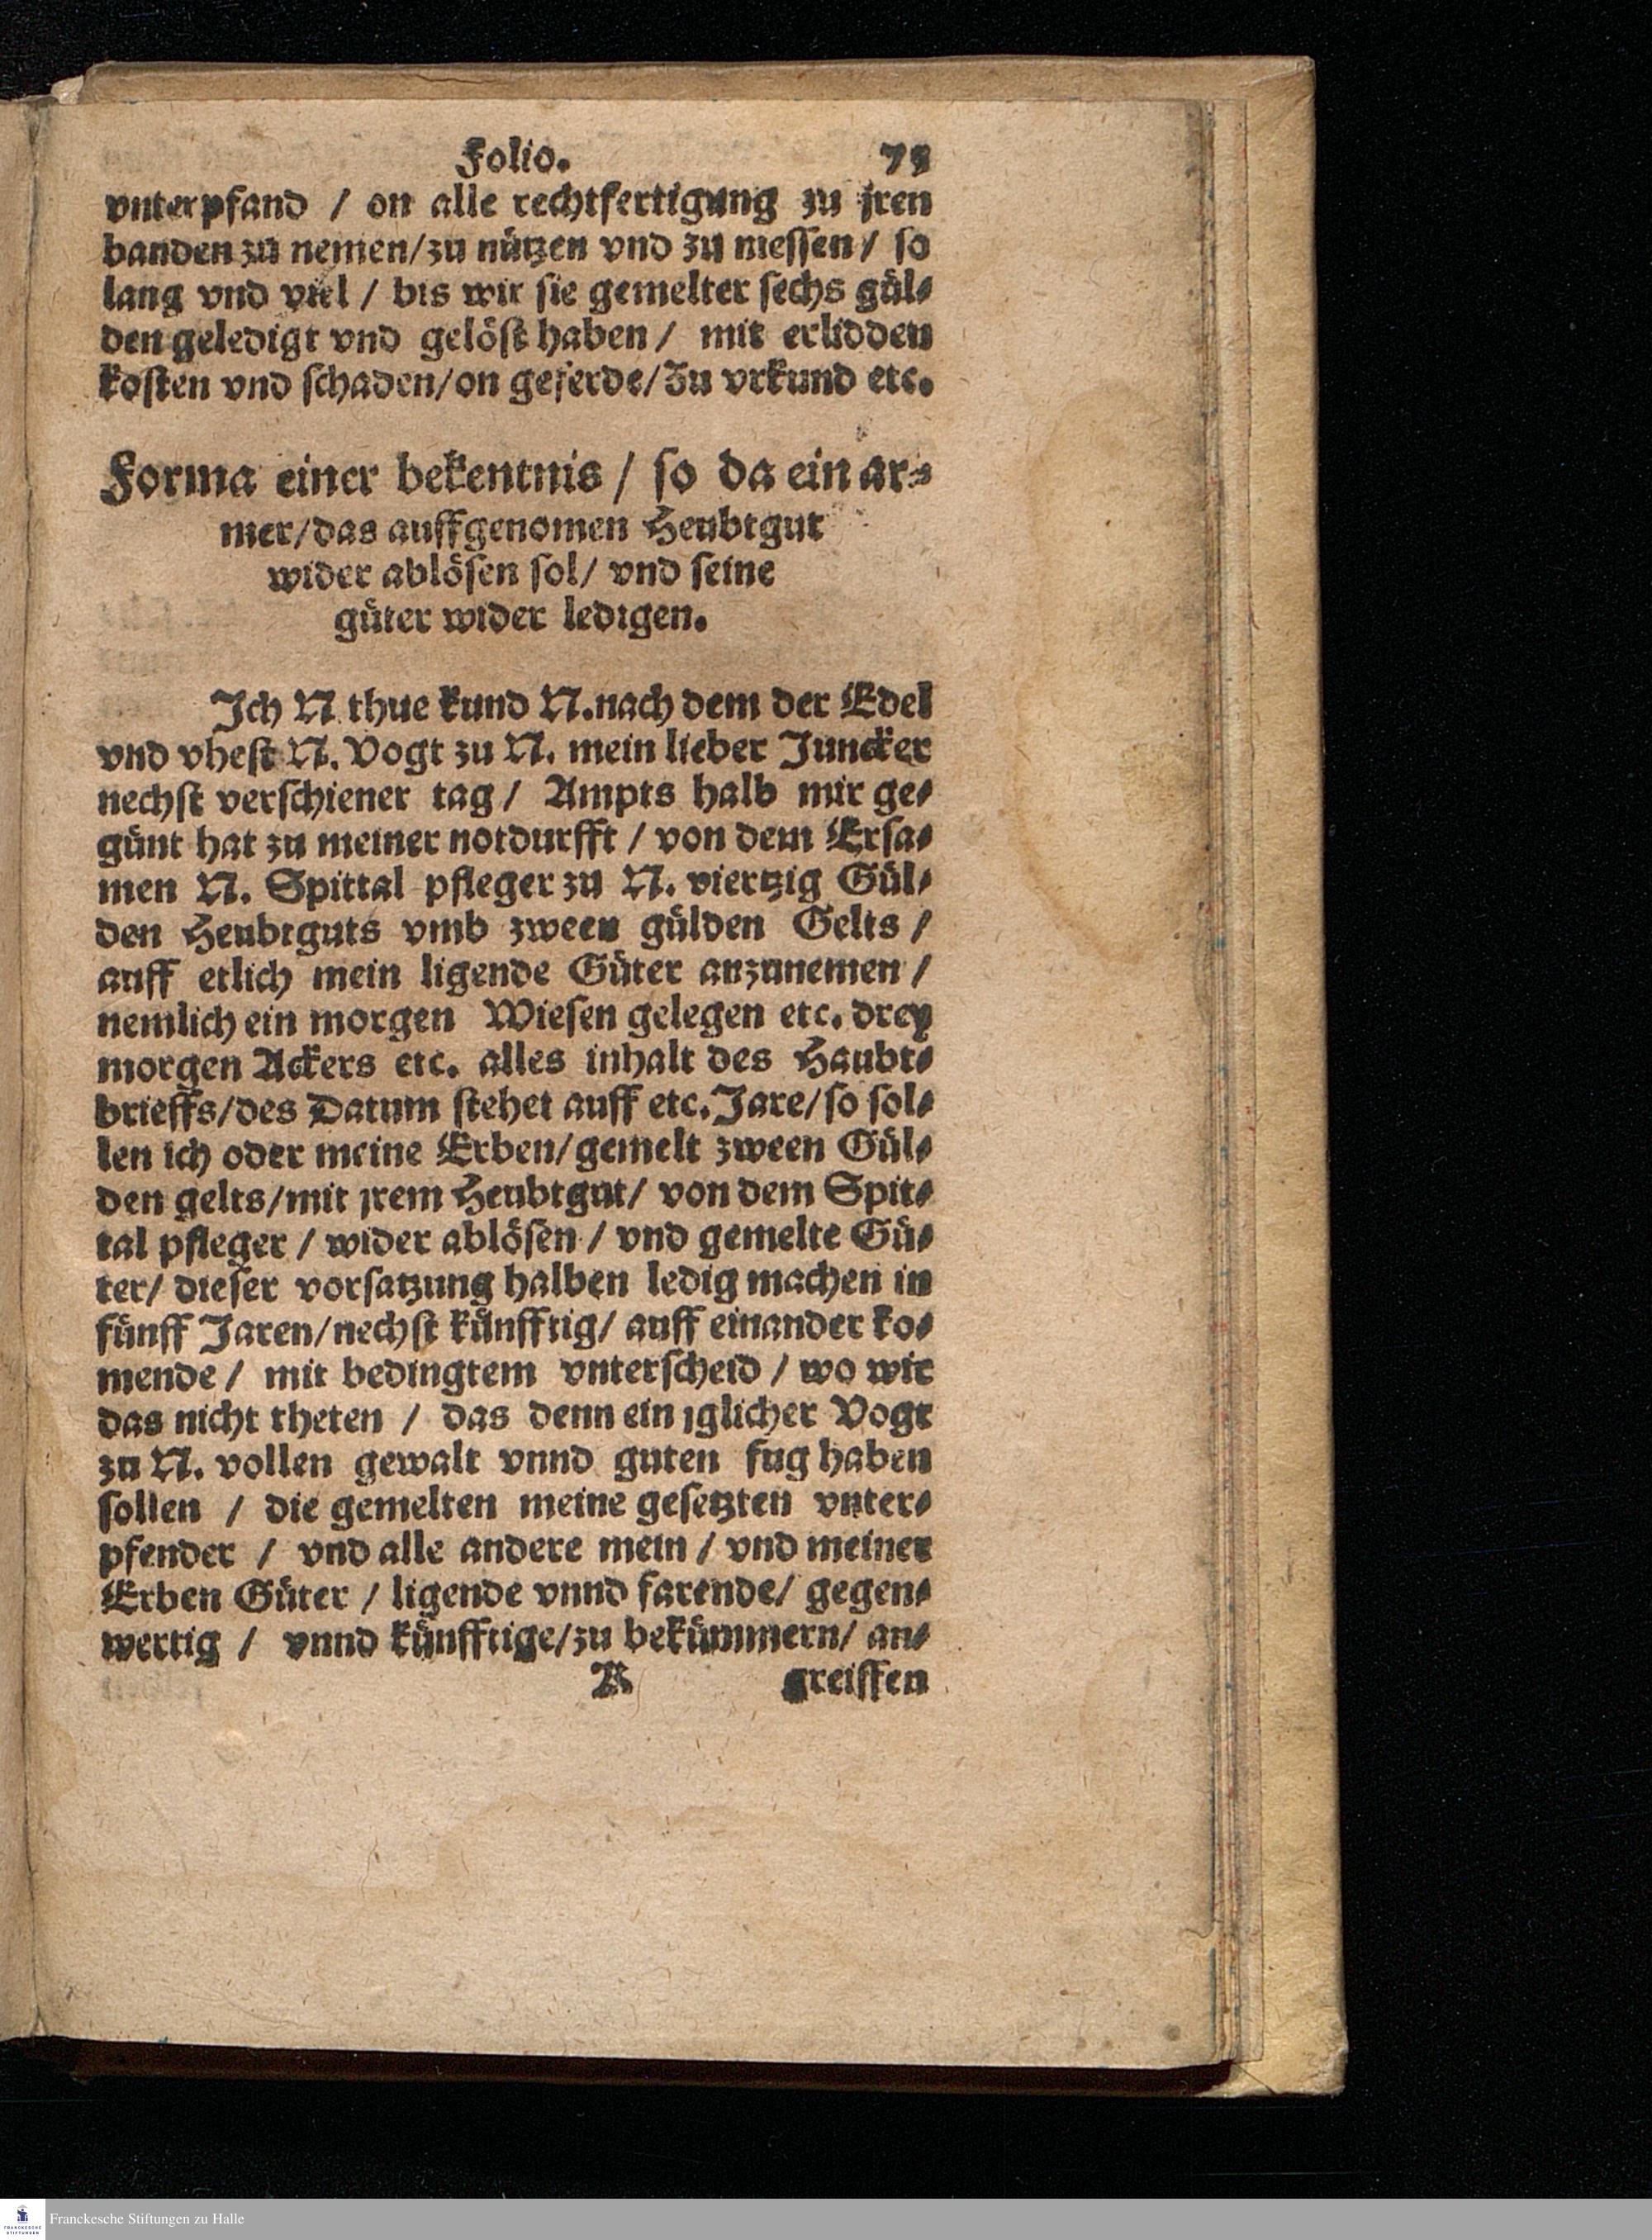 Folio. 75
vnterpfand / on alle rechtfertigung zu jren
handen zu nemen/zu nützen vnd zu niessen / so
lang vnd viel / bis wir sie gemelter sechs gül⸗
den geledigt vnd gelöst haben / mit erlidden
kosten vnd schaden/on geferde/Zu vrkund etc.
Forma einer bekentnis / so da ein ar⸗
mer/das auffgenomen Heubtgut
wider ablösen sol/ vnd seine
güter wider ledigen.
Ich N thue kund N.nach dem der Edel
vnd vhest N. Vogt zu N. mein lieber Juncker
nechst verschiener tag / Ampts halb mir ge⸗
günt hat zu meiner notdurfft / von dem Ersa⸗
men N. Spittal pfleger zu N. viertzig Gül⸗
den Heubtguts vmb zween gülden Gelts /
auff etlich mein ligende Güter anzunemen /
nemlich ein morgen Wiesen gelegen etc. drey
morgen Ackers etc. alles inhalt des Haubt⸗
brieffs/des Datum stehet auff etc. Jare/so sol⸗
len ich oder meine Erben/gemelt zween Gül⸗
den gelts/mit jrem Heubtgut/ von dem Spit⸗
tal pfleger / wider ablösen / vnd gemelte Gü⸗
ter/ dieser vorsatzung halben ledig machen in
fünff Jaren/nechst künfftig/ auff einander ko⸗
mende / mit bedingtem vnterscheid / wo wir
das nicht theten / das denn ein jglicher Vogt
zu N. vollen gewalt vnnd guten fug haben
sollen / die gemelten meine gesetzten vnter⸗
pfender / vnd alle andere mein / vnd meiner
Erben Güter / ligende vnnd farende/ gegen⸗
wertig / vnnd künfftige/zu bekümmern/ an⸗
greiffen
Franckesche Stiftungen zu Halle
FRANCKESCHE
STIFTUNGEN